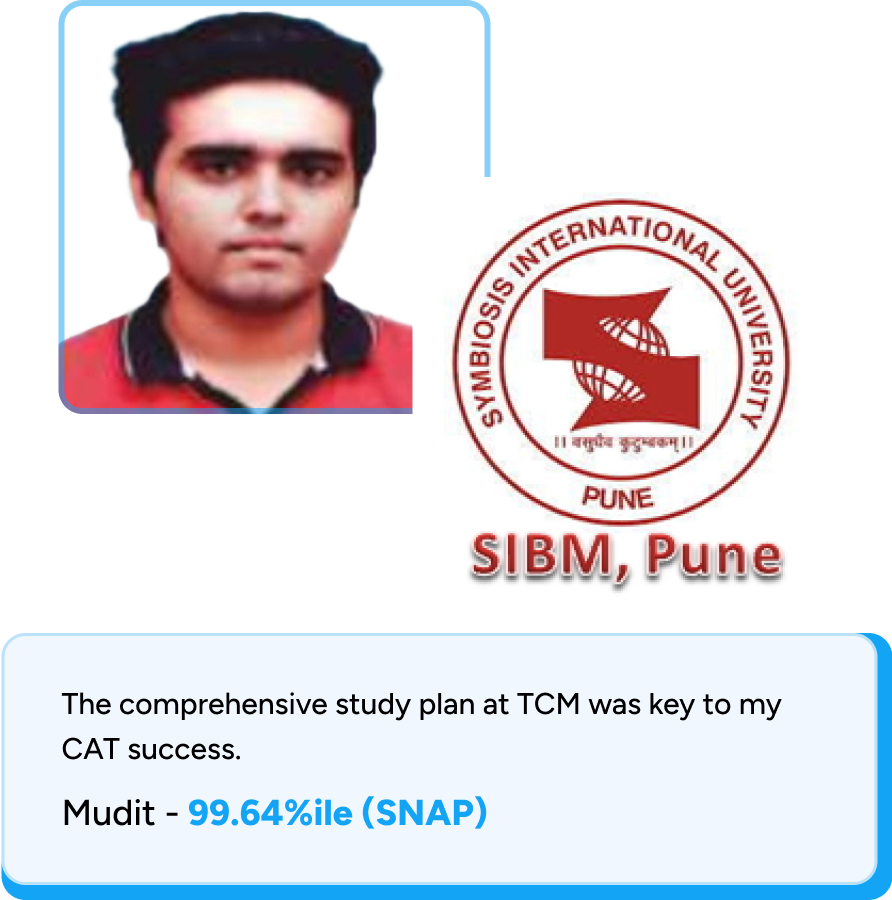 SYMBIOSIS INTERNATIONAL UNIVERSITY
।। वसुधैव कुटुम्बकम् ।।
PUNE
SIBM, Pune
The comprehensive study plan at TCM was key to my
CAT success.
Mudit - 99.64%ile (SNAP)